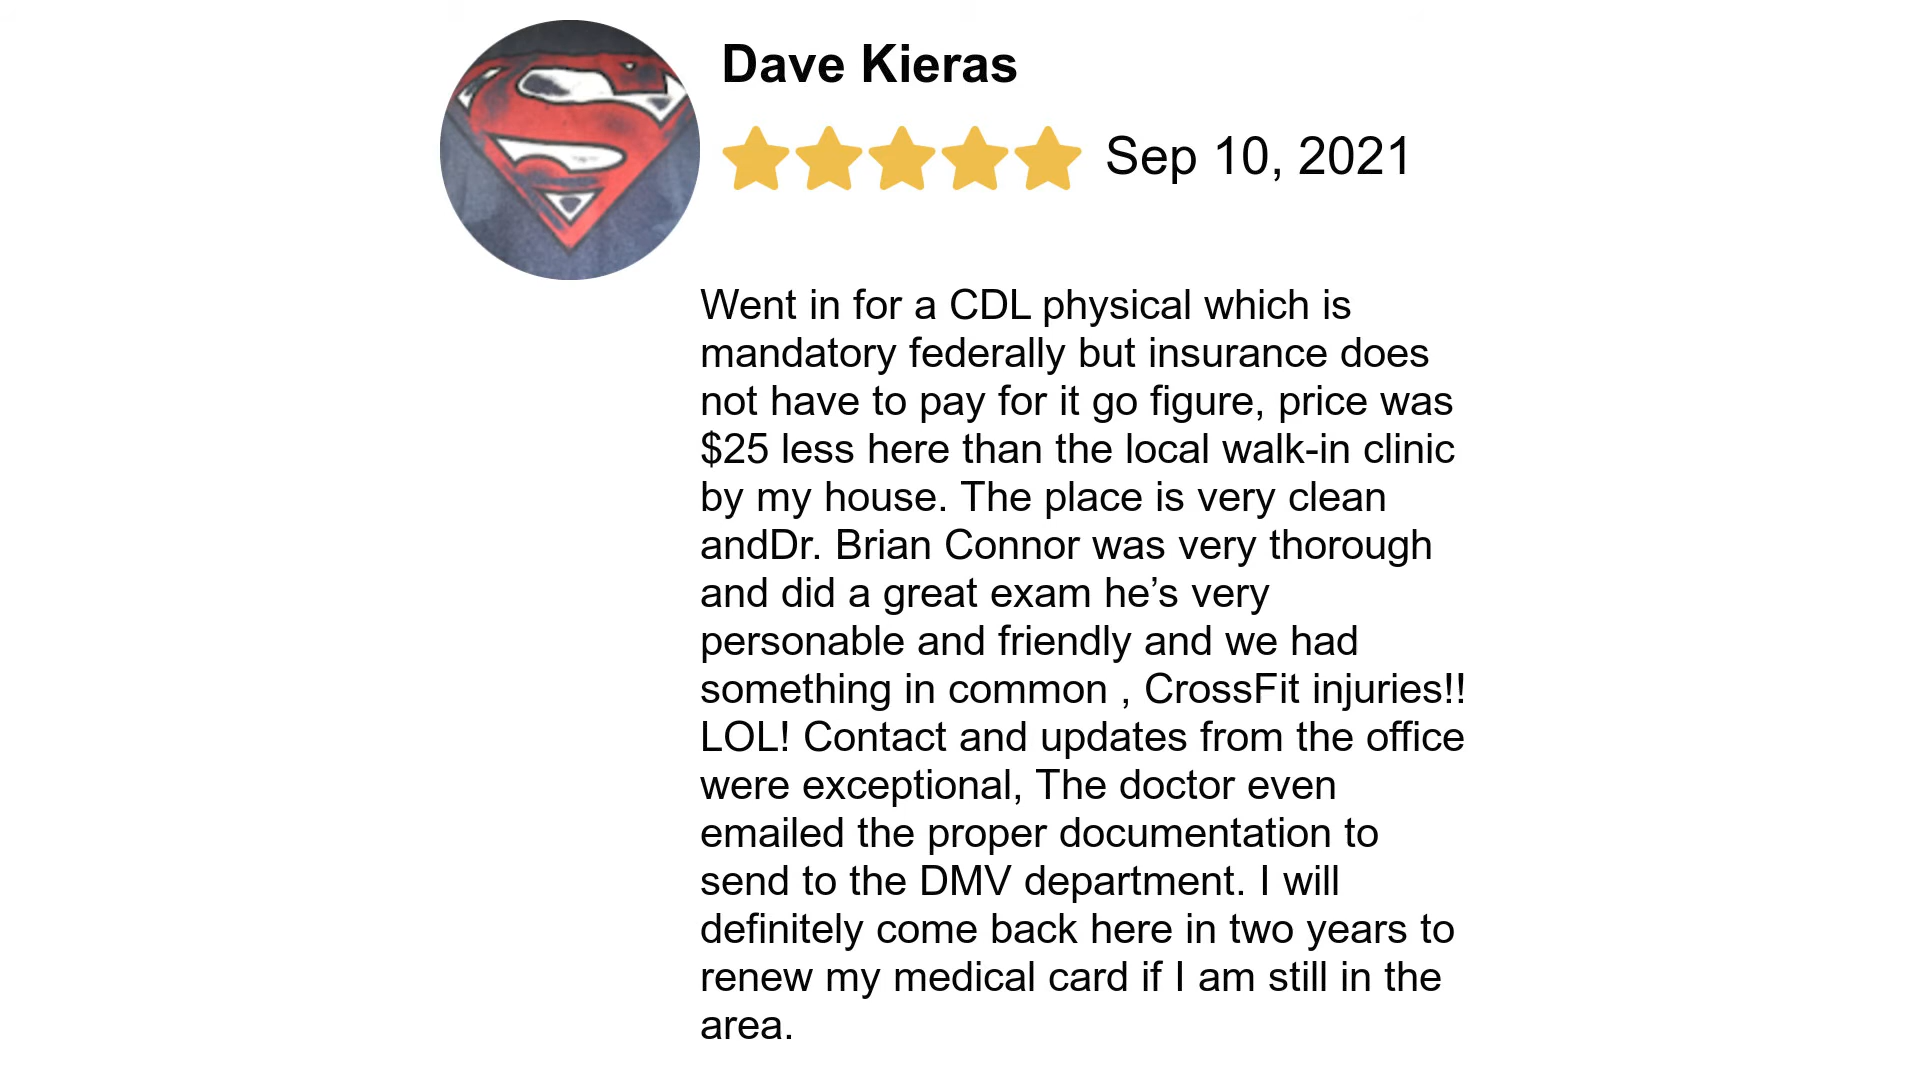 Dave Kieras
Sep 10, 2021
Went in for a CDL physical which is
mandatory federally but insurance does
not have to pay for it go figure, price was
$25 less here than the local walk-in clinic
by my house. The place is very clean
andDr. Brian Connor was very thorough
and did a great exam he’s very
personable and friendly and we had
something in common , CrossFit injuries!!
LOL! Contact and updates from the office
were exceptional, The doctor even
emailed the proper documentation to
send to the DMV department. I will
definitely come back here in two years to
renew my medical card if I am still in the
area.